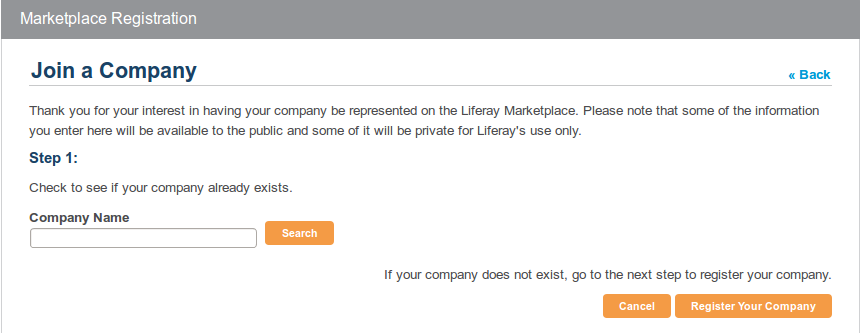 Marketplace Registration
Join a Company
« Back
Thank you for your interest in having your company be represented on the Liferay Marketplace. Please note that some of the information
you enter here will be available to the public and some of it will be private for Liferay's use only.
Step 1:
Check to see if your company already exists.
Company Name
Search
If your company does not exist, go to the next step to register your company.
Cancel Register Your Company